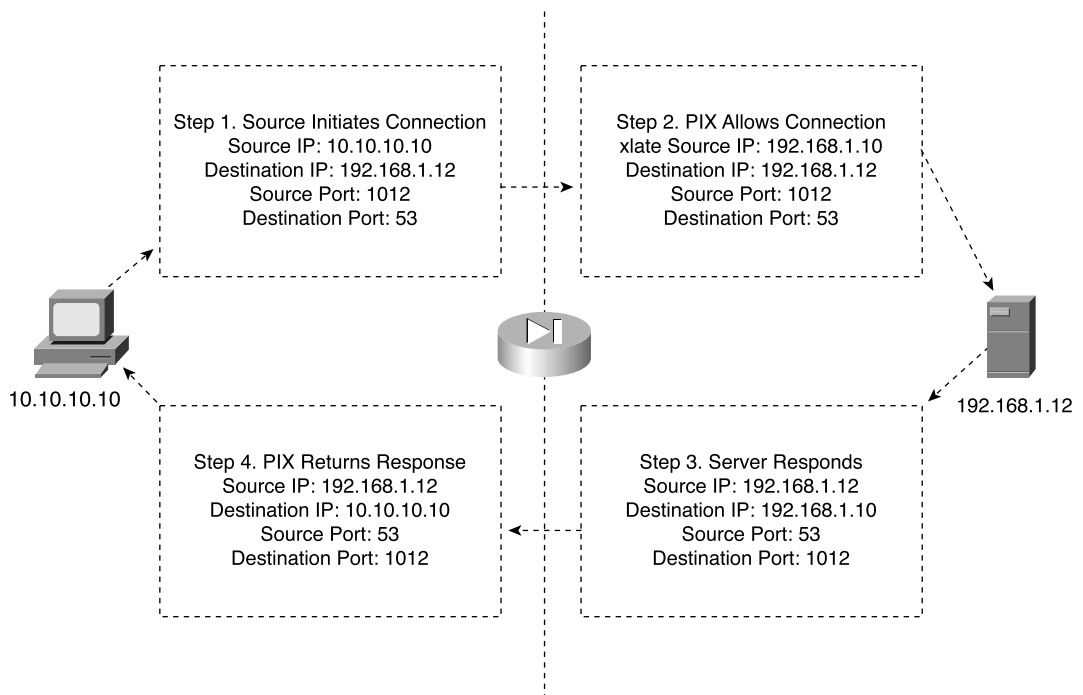 Step 1. Source Initiates Connection
Source IP: 10.10.10.10
Destination IP: 192.168.1.12
Source Port: 1012
Destination Port: 53
Step 2. PIX Allows Connection
xlate Source IP: 192.168.1.10
Destination IP: 192.168.1.12
Source Port: 1012
Destination Port: 53
10.10.10.10
192.168.1.12
Step 4. PIX Returns Response
Source IP: 192.168.1.12
Destination IP: 10.10.10.10
Source Port: 53
Destination Port: 1012
Step 3. Server Responds
Source IP: 192.168.1.12
Destination IP: 192.168.1.10
Source Port: 53
Destination Port: 1012